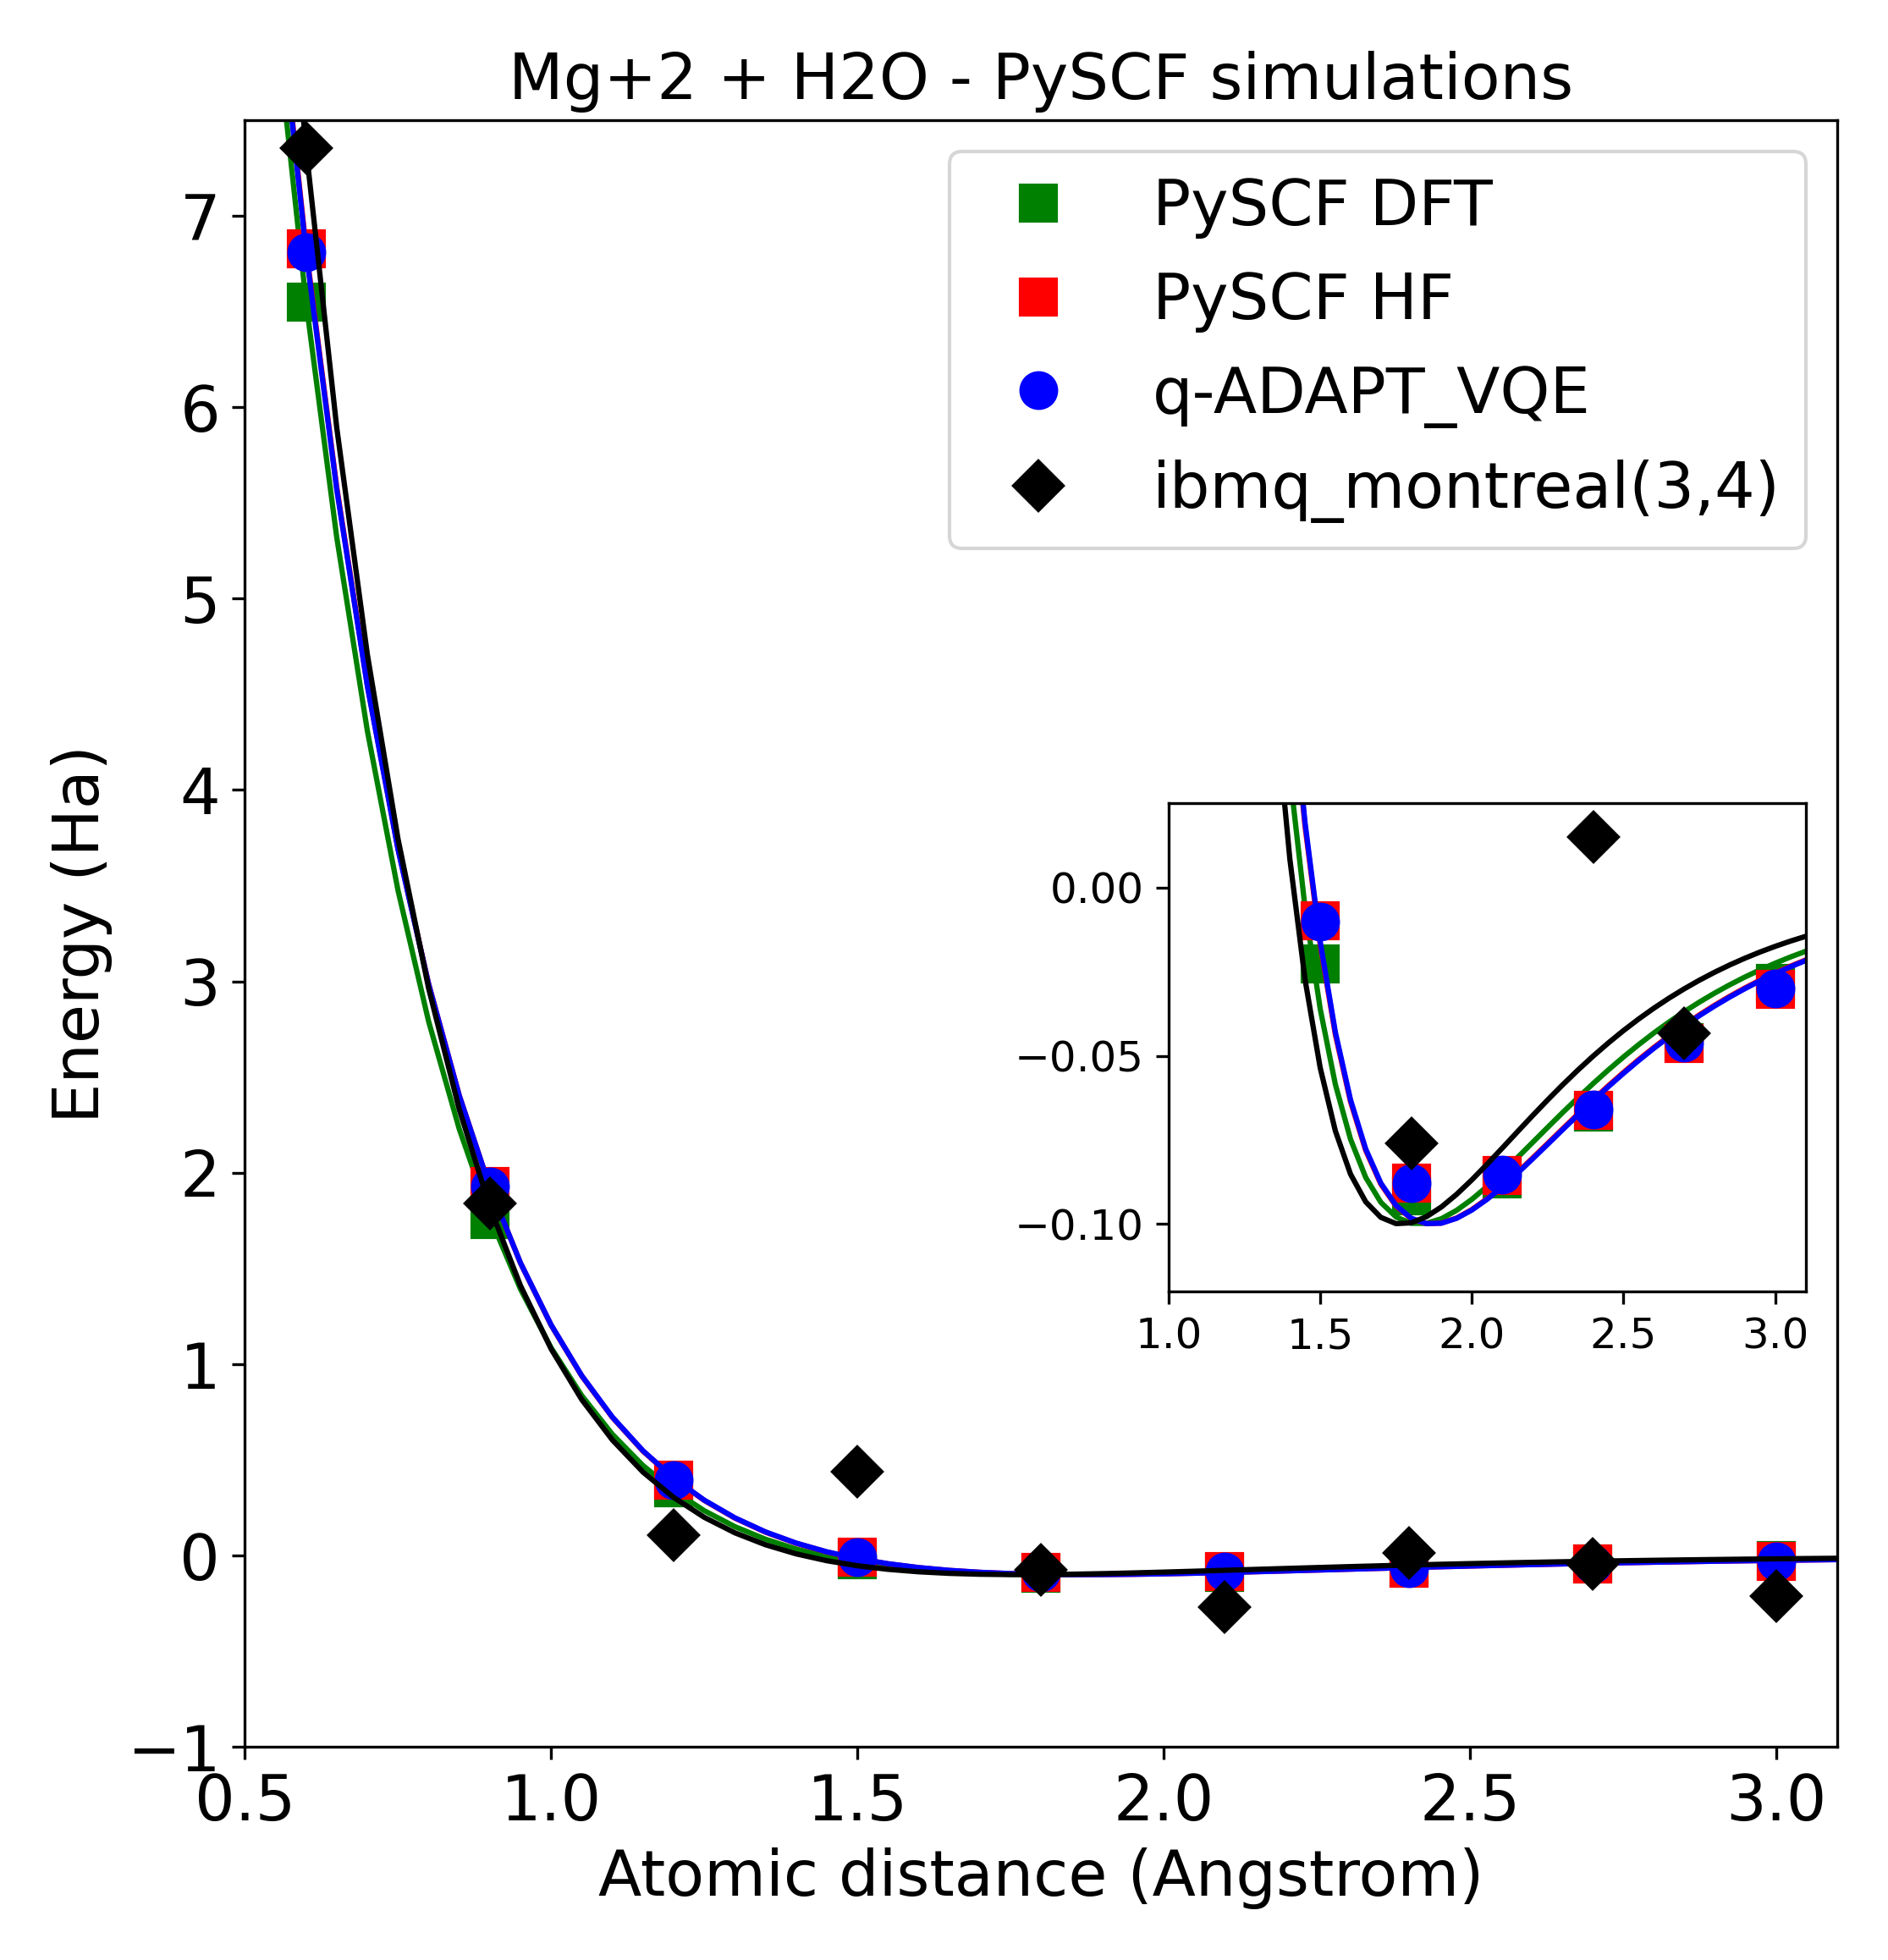 Mg+2 + H2O - PySCF simulations
PySCF DFT
PySCF HF
q-ADAPT_VQE
ibmq_montreal(3,4)
Energy (Ha)
7
6
5
4
3
2
1
0
−1
0.00
−0.05
−0.10
1.0 1.5 2.0 2.5 3.0
0.5 1.0 1.5 2.0 2.5 3.0
Atomic distance (Angstrom)